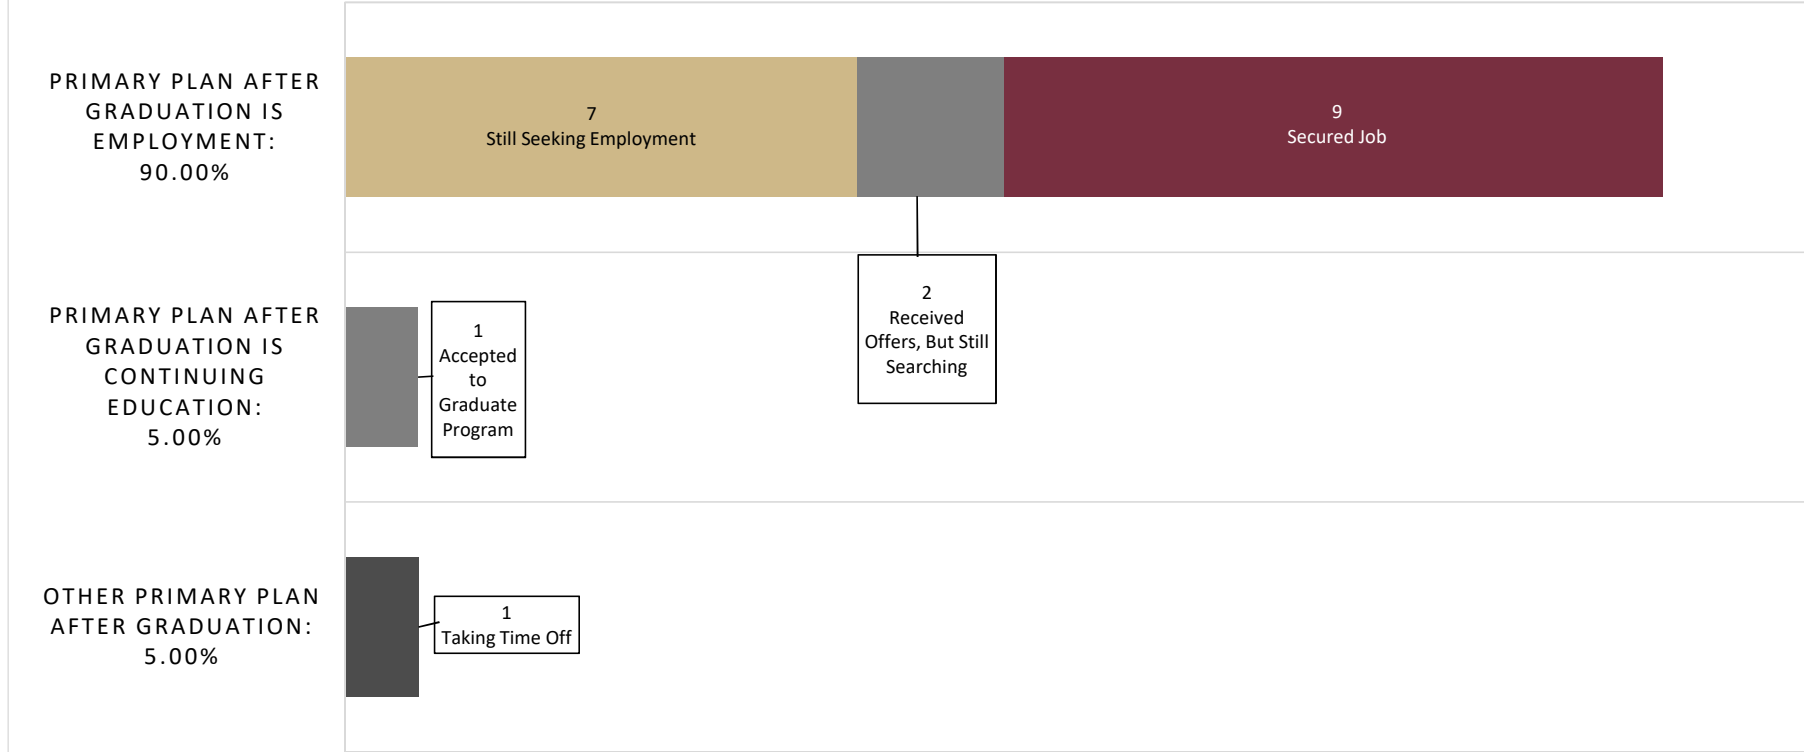 PRIMARY PLAN AFTER
GRADUATION IS
EMPLOYMENT:
90.00%
7
Still Seeking Employment
9
Secured Job
2
Received
Offers, But Still
Searching
PRIMARY PLAN AFTER
GRADUATION IS
CONTINUING
EDUCATION:
5.00%
1
Accepted
to
Graduate
Program
OTHER PRIMARY PLAN
AFTER GRADUATION:
5.00%
1
Taking Time Off